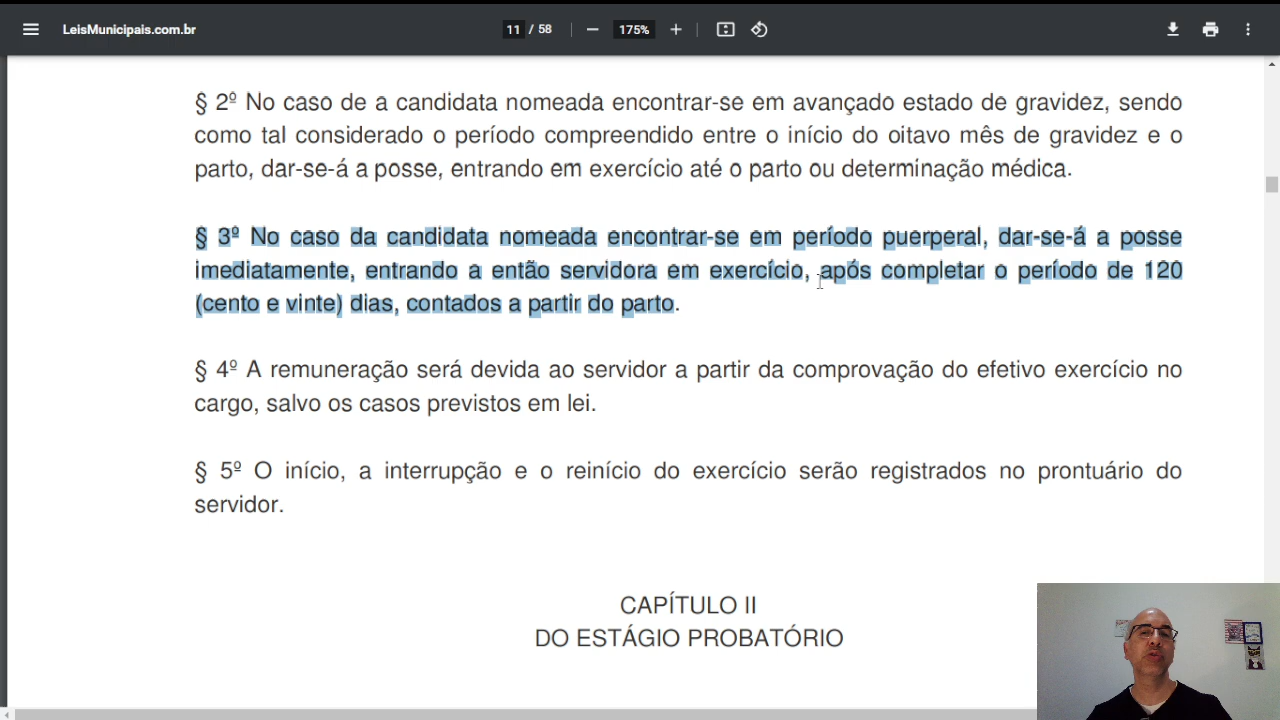 LeisMunicipais.com.br
11 / 58
175%
§ 2º No caso de a candidata nomeada encontrar-se em avançado estado de gravidez, sendo
como tal considerado o período compreendido entre o início do oitavo mês de gravidez e o
parto, dar-se-á a posse, entrando em exercício até o parto ou determinação médica.
§ 3º No caso da candidata nomeada encontrar-se em período puerperal, dar-se-á a posse
imediatamente, entrando a então servidora em exercício, após completar o período de 120
(cento e vinte) dias, contados a partir do parto.
§ 4º A remuneração será devida ao servidor a partir da comprovação do efetivo exercício no
cargo, salvo os casos previstos em lei.
§ 5º O início, a interrupção e o reinício do exercício serão registrados no prontuário do
servidor.
CAPÍTULO II
DO ESTÁGIO PROBATÓRIO